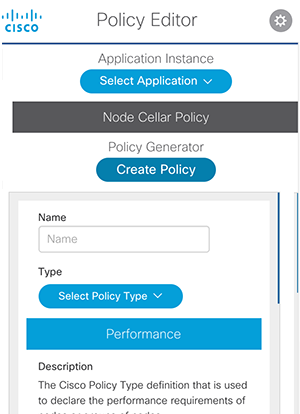 CISCO
Policy Editor
Application Instance
Select Application
Node Cellar Policy
Policy Generator
Create Policy
Name
Name
Type
Select Policy Type
Performance
Description
The Cisco Policy Type definition that is used
to declare the performance requirements of